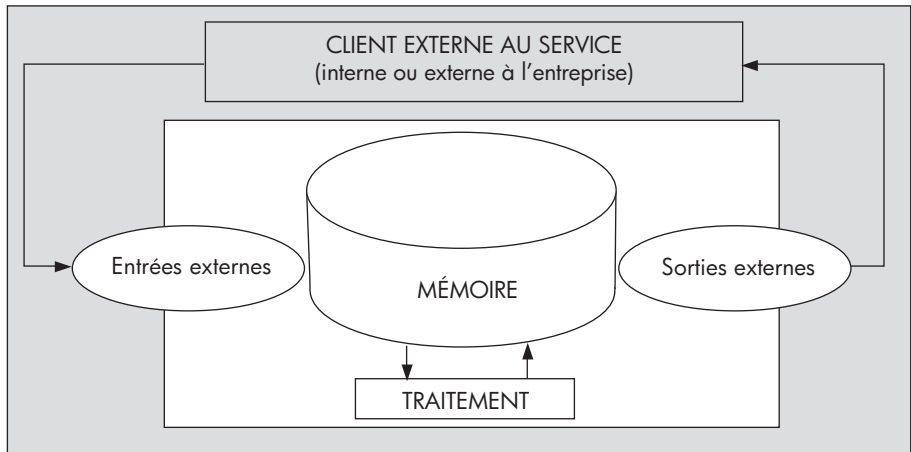 CLIENT EXTERNE AU SERVICE
(interne ou externe à l'entreprise)
Entrées externes
MÉMOIRE
Sorties externes
TRAITEMENT